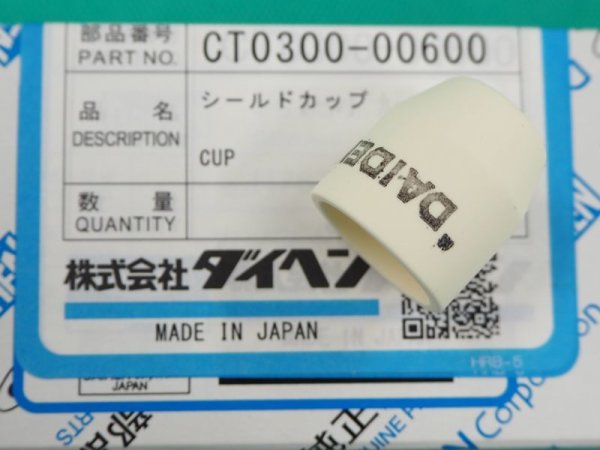 部品番号
PART NO.
CT0300-00600
品 名
DESCRIPTION
シールドカップ
CUP
数 量
QUANTITY
DAIDE
株式会社 ダイヘン
MADE IN JAPAN
HRB-5
JAPAN